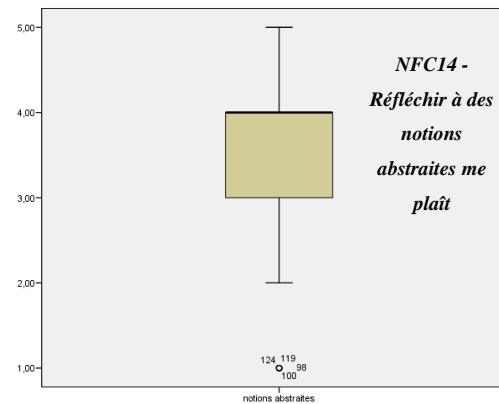 5,00
4,00
3,00
2,00
1,00
NFC14 -
Réfléchir à des
notions
abstraites me
plaît
124 119
98
100
notions abstraites